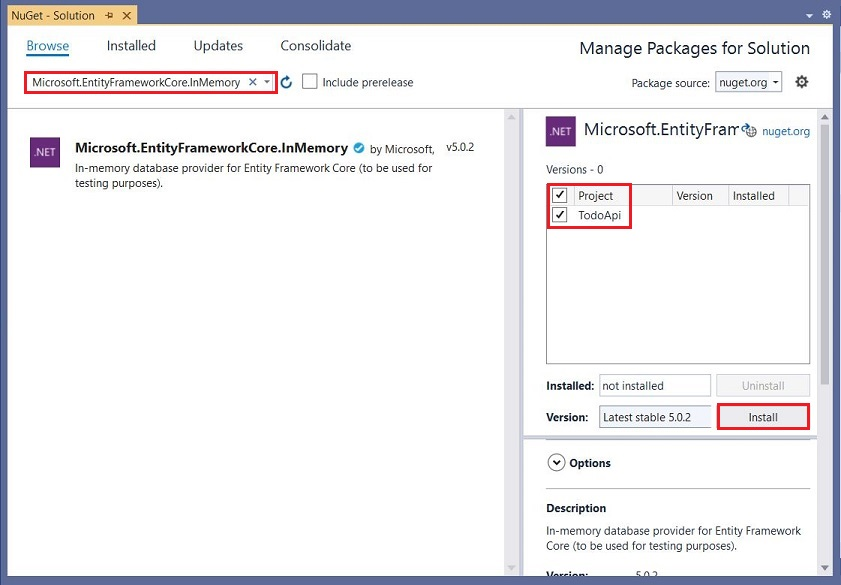 NuGet - Solution
Browse Installed Updates Consolidate
Manage Packages for Solution
Microsoft.EntityFrameworkCore.InMemory
Include prerelease
Package source: nuget.org
.NET
Microsoft.EntityFrameworkCore.InMemory by Microsoft, v5.0.2
In-memory database provider for Entity Framework Core (to be used for
testing purposes).
.NET
Microsoft.EntityFram nuget.org
Versions - 0
Project Version Installed
TodoApi
Installed: not installed Uninstall
Version: Latest stable 5.0.2 Install
Options
Description
In-memory database provider for Entity Framework
Core (to be used for testing purposes).
Version: 5.0.2